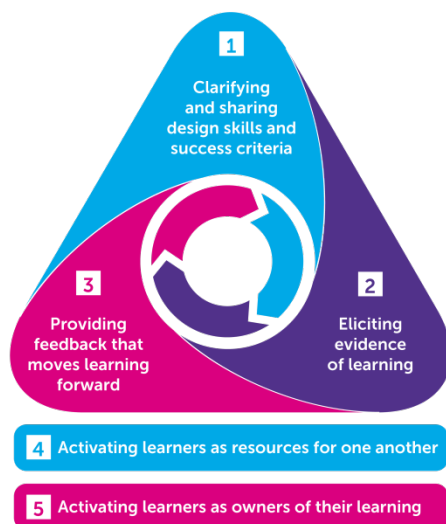 1
Clarifying
and sharing
design skills and
success criteria
2
Eliciting
evidence
of learning
3
Providing
feedback that
moves learning
forward
4 Activating learners as resources for one another
5 Activating learners as owners of their learning